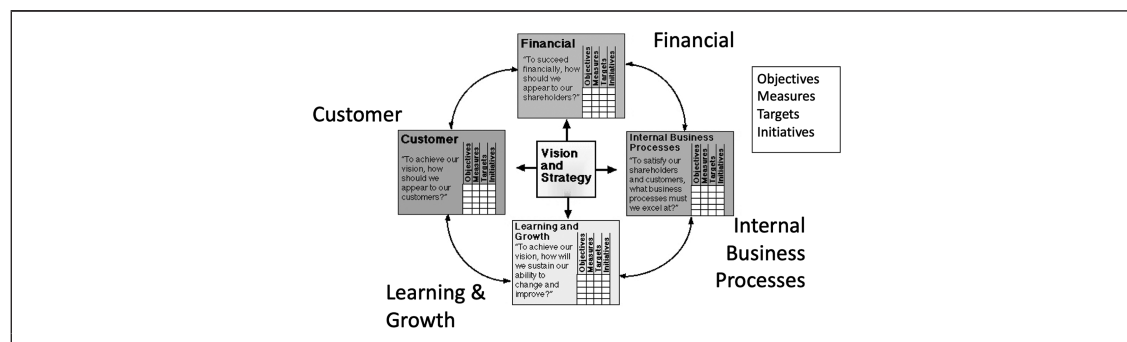 Financial
Financial
"To succeed
financially, how
should we
appear to our
shareholders?"
Objectives
Measures
Targets
Initiatives
Objectives
Measures
Targets
Initiatives
Customer
Customer
"To achieve our
vision, how
should we
appear to our
customers?"
Objectives
Measures
Targets
Initiatives
Vision
and
Strategy
Internal Business
Processes
"To satisfy our
shareholders
and customers,
what business
processes must
we excel at?"
Objectives
Measures
Targets
Initiatives
Internal
Business
Processes
Learning and
Growth
"To achieve our
vision, how will
we sustain our
ability to
change and
improve?"
Objectives
Measures
Targets
Initiatives
Learning &
Growth